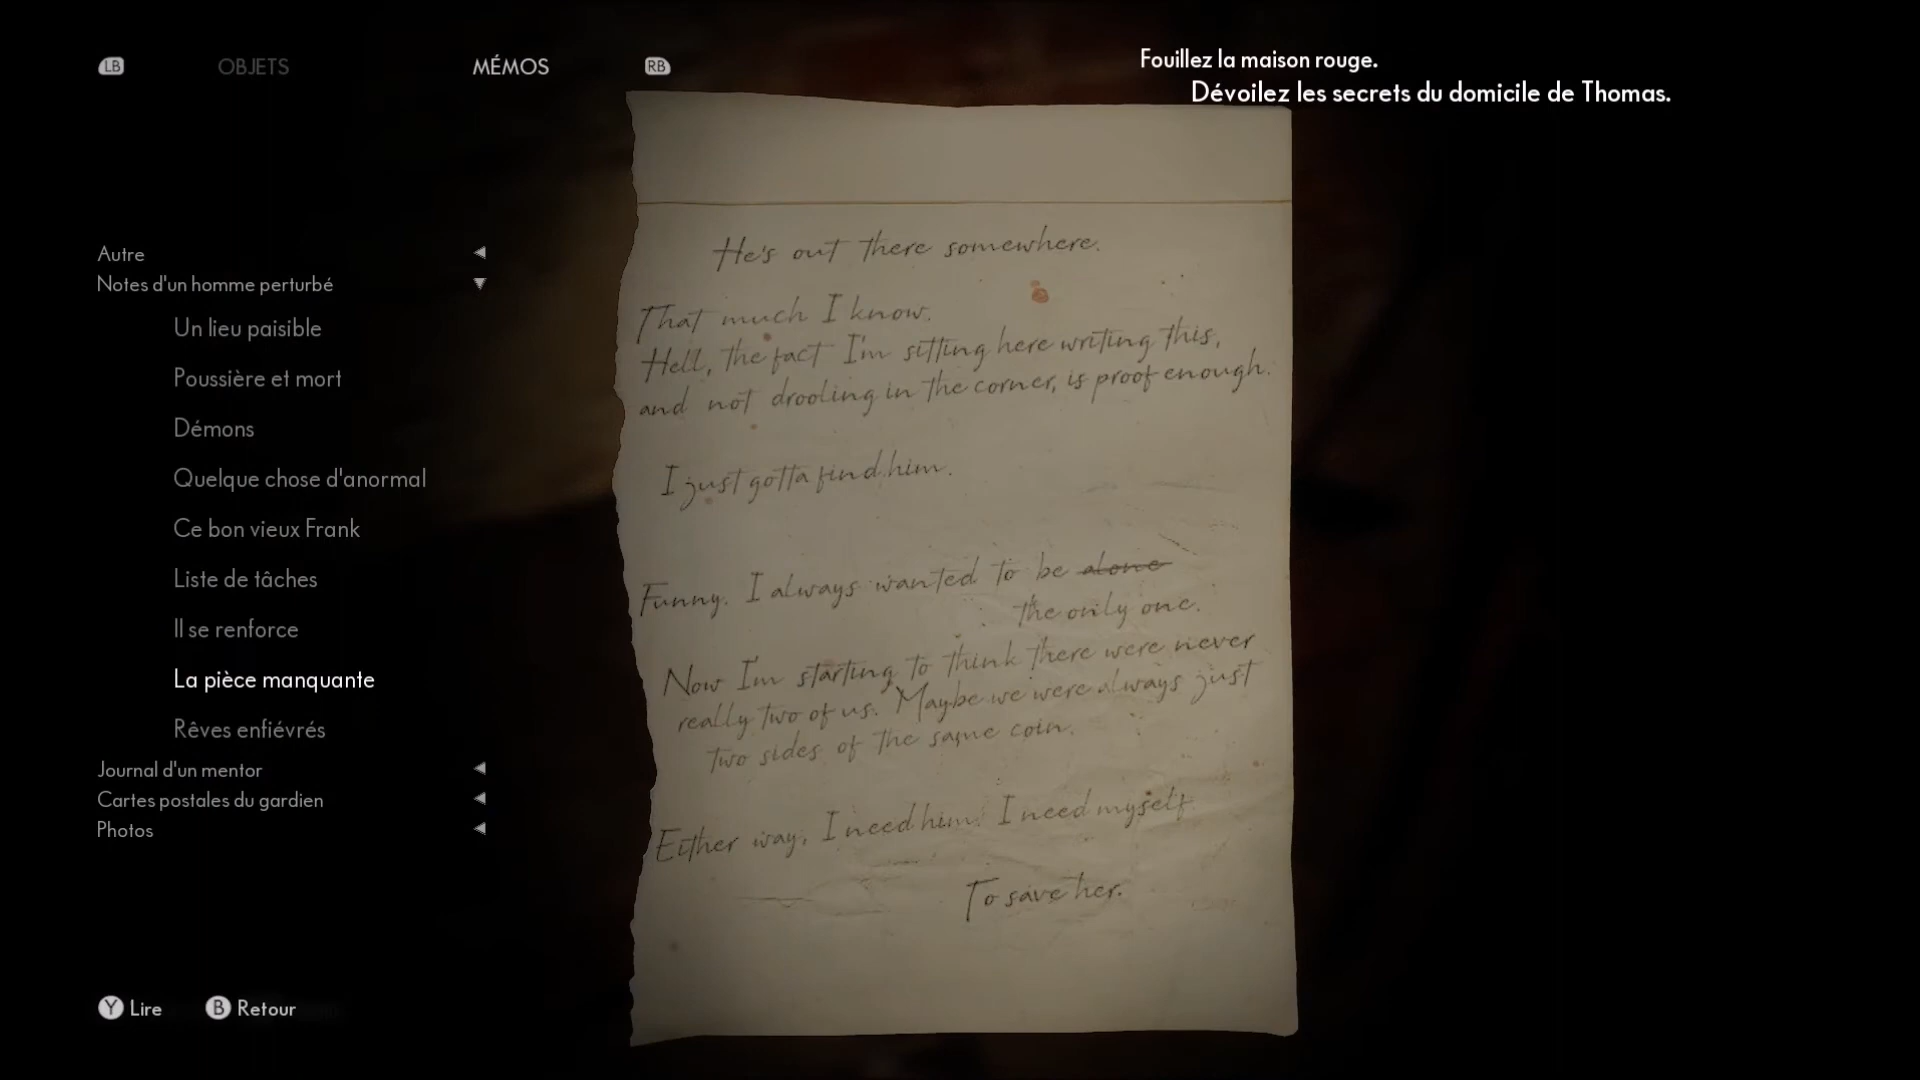 LB
OBJETS
MÉMOS
RB
Fouillez la maison rouge.
Dévoilez les secrets du domicile de Thomas.
Autre
Notes d'un homme perturbé
Un lieu paisible
Poussière et mort
Démons
Quelque chose d'anormal
Ce bon vieux Frank
Liste de tâches
Il se renforce
La pièce manquante
Rêves enfiévrés
Journal d'un mentor
Cartes postales du gardien
Photos
He's out there somewhere.
That much I know.
Hell, the fact I'm sitting here writing this,
and not drooling in the corner, is proof enough.
I just gotta find him.
Funny. I always wanted to be alone
the only one.
Now I'm starting to think there were never
really two of us. Maybe we were always just
two sides of the same coin.
Either way, I need him. I need myself.
To save her.
Y Lire
B Retour